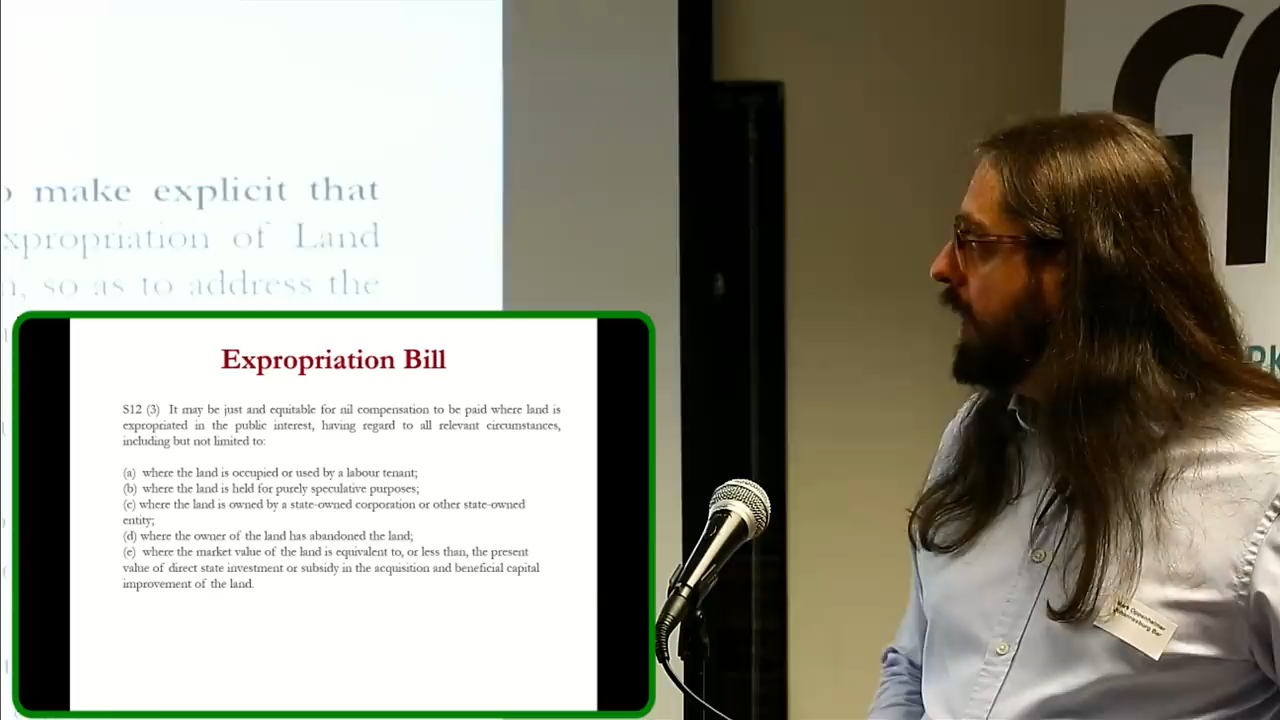 make explicit that
expropriation of Land
so as to address the
Expropriation Bill
S12 (3) It may be just and equitable for nil compensation to be paid where land is
expropriated in the public interest, having regard to all relevant circumstances,
including but not limited to:
(a) where the land is occupied or used by a labour tenant;
(b) where the land is held for purely speculative purposes;
(c) where the land is owned by a state-owned corporation or other state-owned
entity;
(d) where the owner of the land has abandoned the land;
(e) where the market value of the land is equivalent to, or less than, the present
value of direct state investment or subsidy in the acquisition and beneficial capital
improvement of the land.
Mark Oppenheimer
Johannesburg Bar